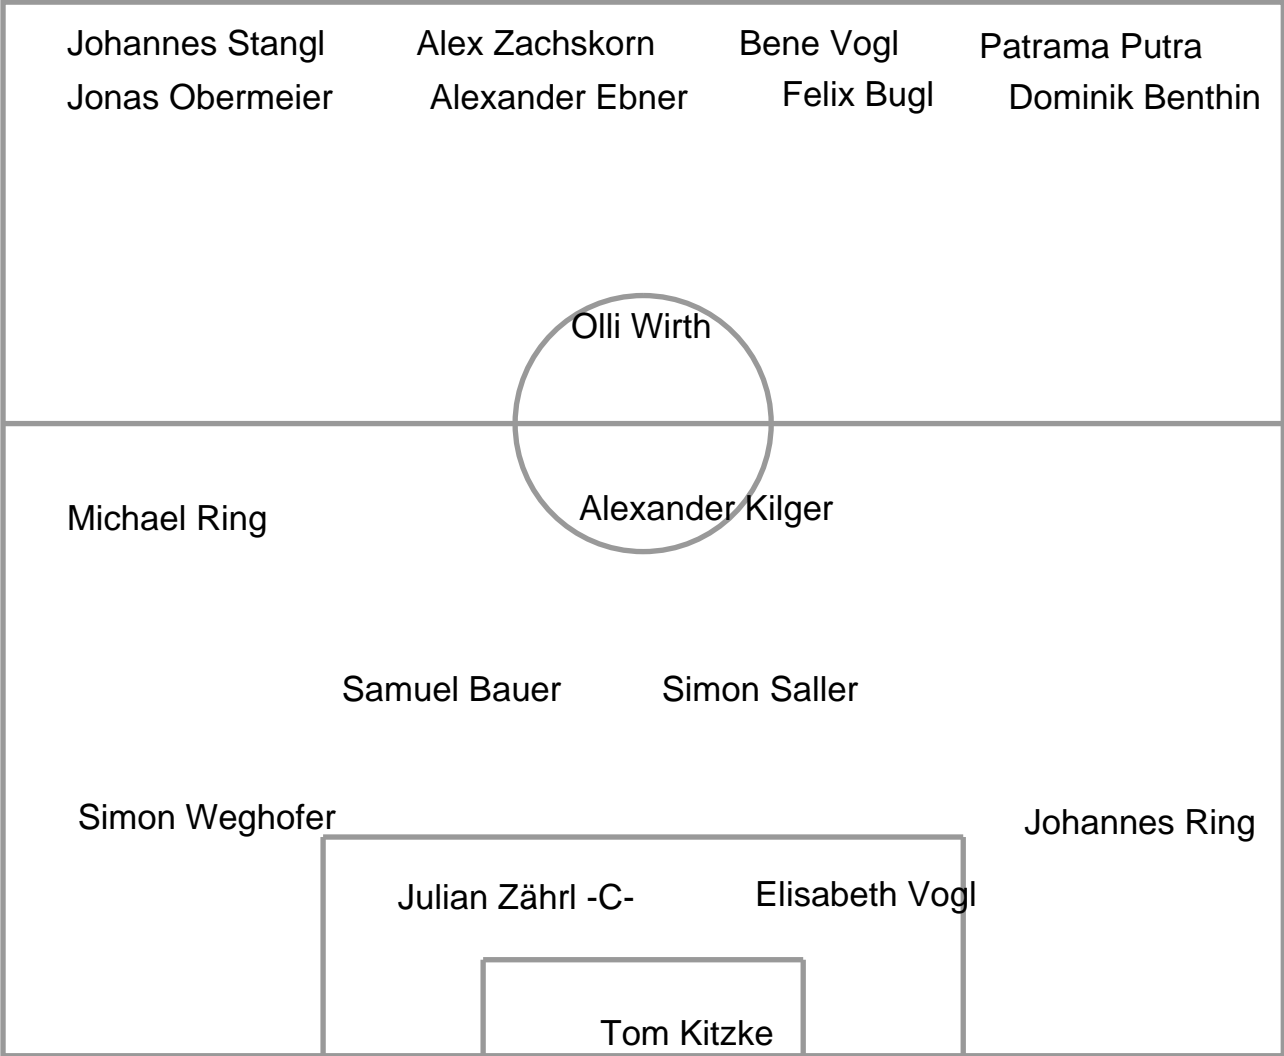 Johannes Stangl Alex Zachskorn Bene Vogl Patrama Putra
Jonas Obermeier Alexander Ebner Felix Bugl Dominik Benthin
Olli Wirth
Michael Ring Alexander Kilger
Samuel Bauer Simon Saller
Simon Weghofer Johannes Ring
Julian Zährl -C- Elisabeth Vogl
Tom Kitzke